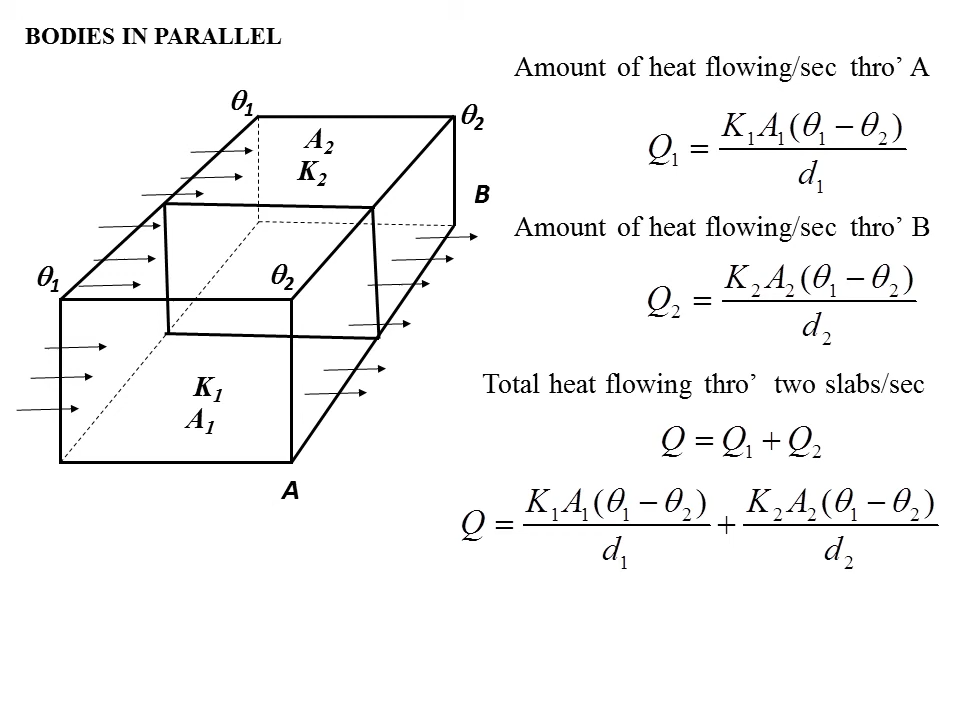 BODIES IN PARALLEL
Amount of heat flowing/sec thro’ A
Q₁ = K₁A₁(θ₁ − θ₂) / d₁
Amount of heat flowing/sec thro’ B
Q₂ = K₂A₂(θ₁ − θ₂) / d₂
Total heat flowing thro’ two slabs/sec
Q = Q₁ + Q₂
Q = K₁A₁(θ₁ − θ₂) / d₁ + K₂A₂(θ₁ − θ₂) / d₂
θ₁
θ₂
A₂
K₂
B
θ₁
θ₂
K₁
A₁
A